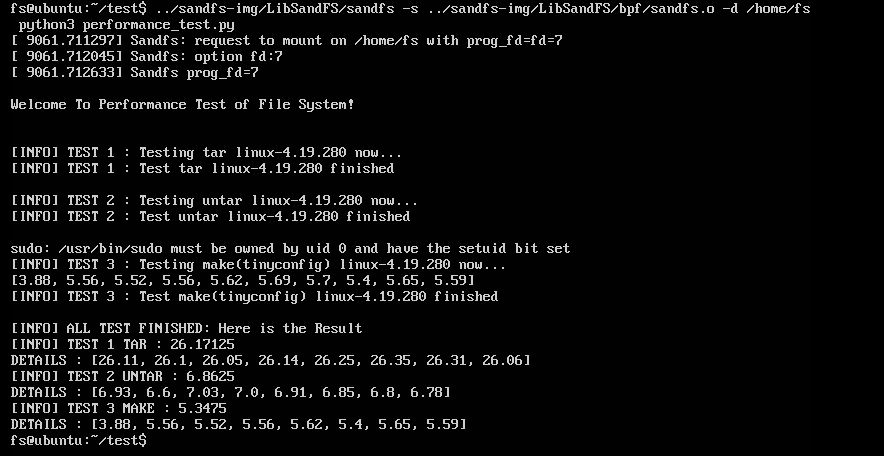 fs@ubuntu:~/test$ ../sandfs-img/LibSandFS/sandfs -s ../sandfs-img/LibSandFS/bpf/sandfs.o -d /home/fs
python3 performance_test.py
[ 9061.711297] Sandfs: request to mount on /home/fs with prog_fd=fd=7
[ 9061.712045] Sandfs: option fd:7
[ 9061.712633] Sandfs prog_fd=7
Welcome To Performance Test of File System!
[INFO] TEST 1 : Testing tar linux-4.19.280 now...
[INFO] TEST 1 : Test tar linux-4.19.280 finished
[INFO] TEST 2 : Testing untar linux-4.19.280 now...
[INFO] TEST 2 : Test untar linux-4.19.280 finished
sudo: /usr/bin/sudo must be owned by uid 0 and have the setuid bit set
[INFO] TEST 3 : Testing make(tinyconfig) linux-4.19.280 now...
[3.88, 5.56, 5.52, 5.56, 5.62, 5.69, 5.7, 5.4, 5.65, 5.59]
[INFO] TEST 3 : Test make(tinyconfig) linux-4.19.280 finished
[INFO] ALL TEST FINISHED: Here is the Result
[INFO] TEST 1 TAR : 26.17125
DETAILS : [26.11, 26.1, 26.05, 26.14, 26.25, 26.35, 26.31, 26.06]
[INFO] TEST 2 UNTAR : 6.8625
DETAILS : [6.93, 6.6, 7.03, 7.0, 6.91, 6.85, 6.8, 6.78]
[INFO] TEST 3 MAKE : 5.3475
DETAILS : [3.88, 5.56, 5.52, 5.56, 5.62, 5.4, 5.65, 5.59]
fs@ubuntu:~/test$